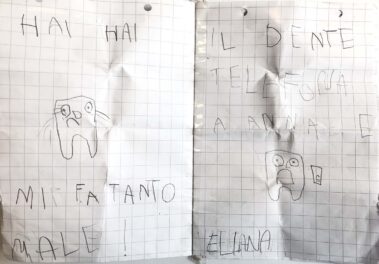 HAI HAI
MI FA TANTO
MALE!
IL DENTE
TELEFONA
A ANNA E
ELIANA